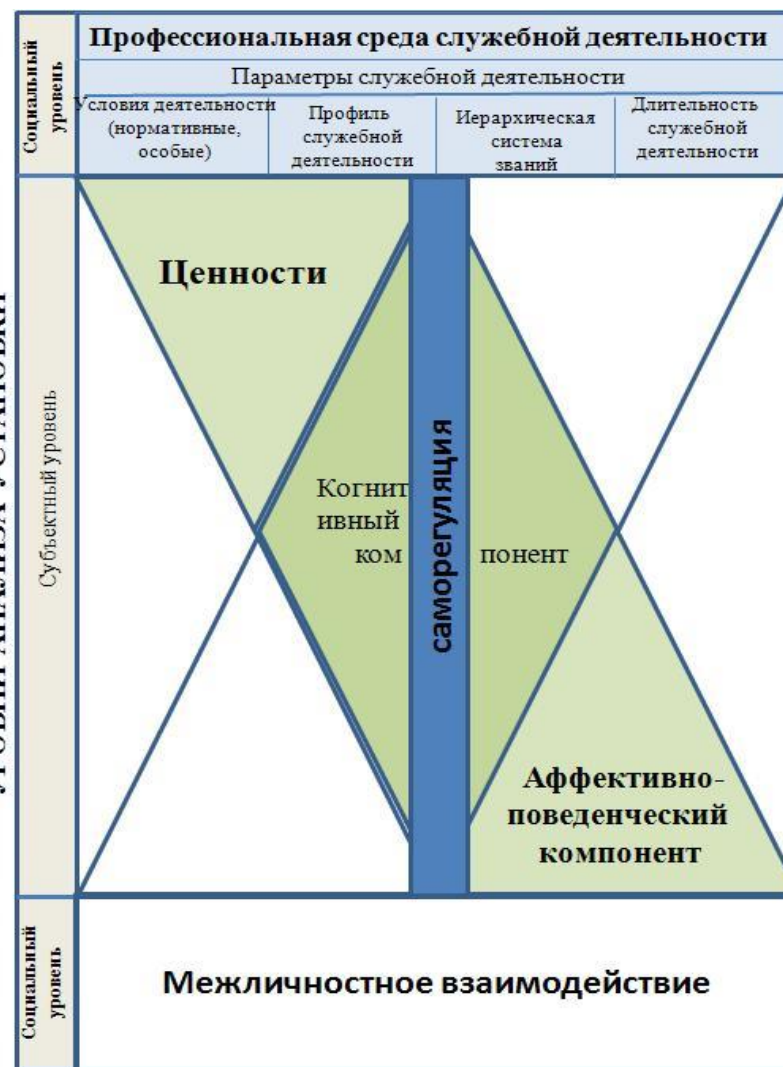 Профессиональная среда служебной деятельности
Параметры служебной деятельности
Условия деятельности
(нормативные,
особые)
Профиль
служебной
деятельности
Иерархическая
система
званий
Длительность
служебной
деятельности
Социальный
уровень
Ценности
Субъектный уровень
Когнит
ивный
ком
понент
саморегуляция
Аффективно-
поведенческий
компонент
Социальный
уровень
Межличностное взаимодействие